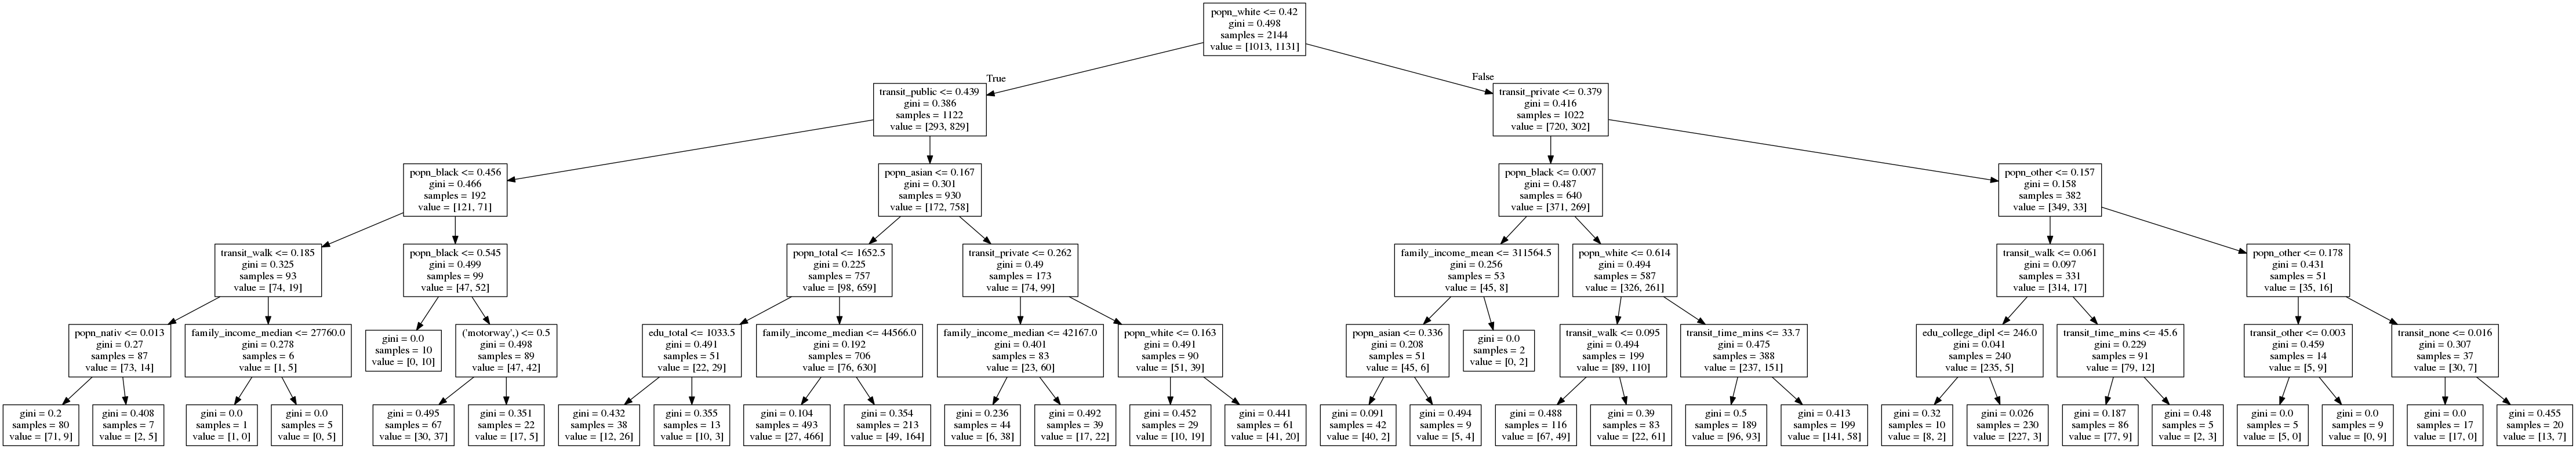 popn_white <= 0.42
gini = 0.498
samples = 2144
value = [1013, 1131]
True
False
transit_public <= 0.439
gini = 0.386
samples = 1122
value = [293, 829]
transit_private <= 0.379
gini = 0.416
samples = 1022
value = [720, 302]
popn_black <= 0.456
gini = 0.466
samples = 192
value = [121, 71]
popn_asian <= 0.167
gini = 0.301
samples = 930
value = [172, 758]
popn_black <= 0.007
gini = 0.487
samples = 640
value = [371, 269]
popn_other <= 0.157
gini = 0.158
samples = 382
value = [349, 33]
transit_walk <= 0.185
gini = 0.325
samples = 93
value = [74, 19]
popn_black <= 0.545
gini = 0.499
samples = 99
value = [47, 52]
popn_total <= 1652.5
gini = 0.225
samples = 757
value = [98, 659]
transit_private <= 0.262
gini = 0.49
samples = 173
value = [74, 99]
family_income_mean <= 311564.5
gini = 0.256
samples = 53
value = [45, 8]
popn_white <= 0.614
gini = 0.494
samples = 587
value = [326, 261]
transit_walk <= 0.061
gini = 0.097
samples = 331
value = [314, 17]
popn_other <= 0.178
gini = 0.431
samples = 51
value = [35, 16]
popn_nativ <= 0.013
gini = 0.27
samples = 87
value = [73, 14]
family_income_median <= 27760.0
gini = 0.278
samples = 6
value = [1, 5]
gini = 0.0
samples = 10
value = [0, 10]
('motorway',) <= 0.5
gini = 0.498
samples = 89
value = [47, 42]
edu_total <= 1033.5
gini = 0.491
samples = 51
value = [22, 29]
family_income_median <= 44566.0
gini = 0.192
samples = 706
value = [76, 630]
family_income_median <= 42167.0
gini = 0.401
samples = 83
value = [23, 60]
popn_white <= 0.163
gini = 0.491
samples = 90
value = [51, 39]
popn_asian <= 0.336
gini = 0.208
samples = 51
value = [45, 6]
gini = 0.0
samples = 2
value = [0, 2]
transit_walk <= 0.095
gini = 0.494
samples = 199
value = [89, 110]
transit_time_mins <= 33.7
gini = 0.475
samples = 388
value = [237, 151]
edu_college_dipl <= 246.0
gini = 0.041
samples = 240
value = [235, 5]
transit_time_mins <= 45.6
gini = 0.229
samples = 91
value = [79, 12]
transit_other <= 0.003
gini = 0.459
samples = 14
value = [5, 9]
transit_none <= 0.016
gini = 0.307
samples = 37
value = [30, 7]
gini = 0.2
samples = 80
value = [71, 9]
gini = 0.408
samples = 7
value = [2, 5]
gini = 0.0
samples = 1
value = [1, 0]
gini = 0.0
samples = 5
value = [0, 5]
gini = 0.495
samples = 67
value = [30, 37]
gini = 0.351
samples = 22
value = [17, 5]
gini = 0.432
samples = 38
value = [12, 26]
gini = 0.355
samples = 13
value = [10, 3]
gini = 0.104
samples = 493
value = [27, 466]
gini = 0.354
samples = 213
value = [49, 164]
gini = 0.236
samples = 44
value = [6, 38]
gini = 0.492
samples = 39
value = [17, 22]
gini = 0.452
samples = 29
value = [10, 19]
gini = 0.441
samples = 61
value = [41, 20]
gini = 0.091
samples = 42
value = [40, 2]
gini = 0.494
samples = 9
value = [5, 4]
gini = 0.488
samples = 116
value = [67, 49]
gini = 0.39
samples = 83
value = [22, 61]
gini = 0.5
samples = 189
value = [96, 93]
gini = 0.413
samples = 199
value = [141, 58]
gini = 0.32
samples = 10
value = [8, 2]
gini = 0.026
samples = 230
value = [227, 3]
gini = 0.187
samples = 86
value = [77, 9]
gini = 0.48
samples = 5
value = [2, 3]
gini = 0.0
samples = 5
value = [5, 0]
gini = 0.0
samples = 9
value = [0, 9]
gini = 0.0
samples = 17
value = [17, 0]
gini = 0.455
samples = 20
value = [13, 7]